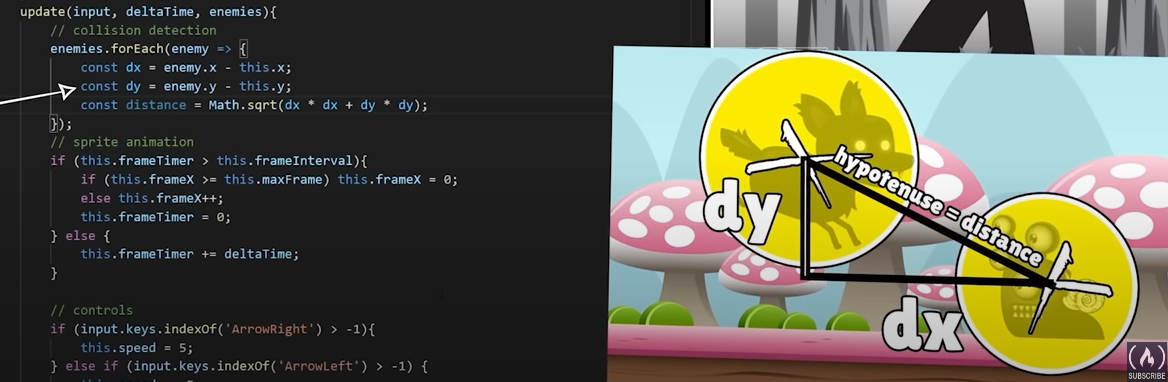 update(input, deltaTime, enemies){
// collision detection
enemies.forEach(enemy => {
const dx = enemy.x - this.x;
const dy = enemy.y - this.y;
const distance = Math.sqrt(dx * dx + dy * dy);
});
// sprite animation
if (this.frameTimer > this.frameInterval){
if (this.frameX >= this.maxFrame) this.frameX = 0;
else this.frameX++;
this.frameTimer = 0;
} else {
this.frameTimer += deltaTime;
}
// controls
if (input.keys.indexOf('ArrowRight') > -1){
this.speed = 5;
} else if (input.keys.indexOf('ArrowLeft') > -1) {
hypotenuse = distance
dy
dx
SUBSCRIBE